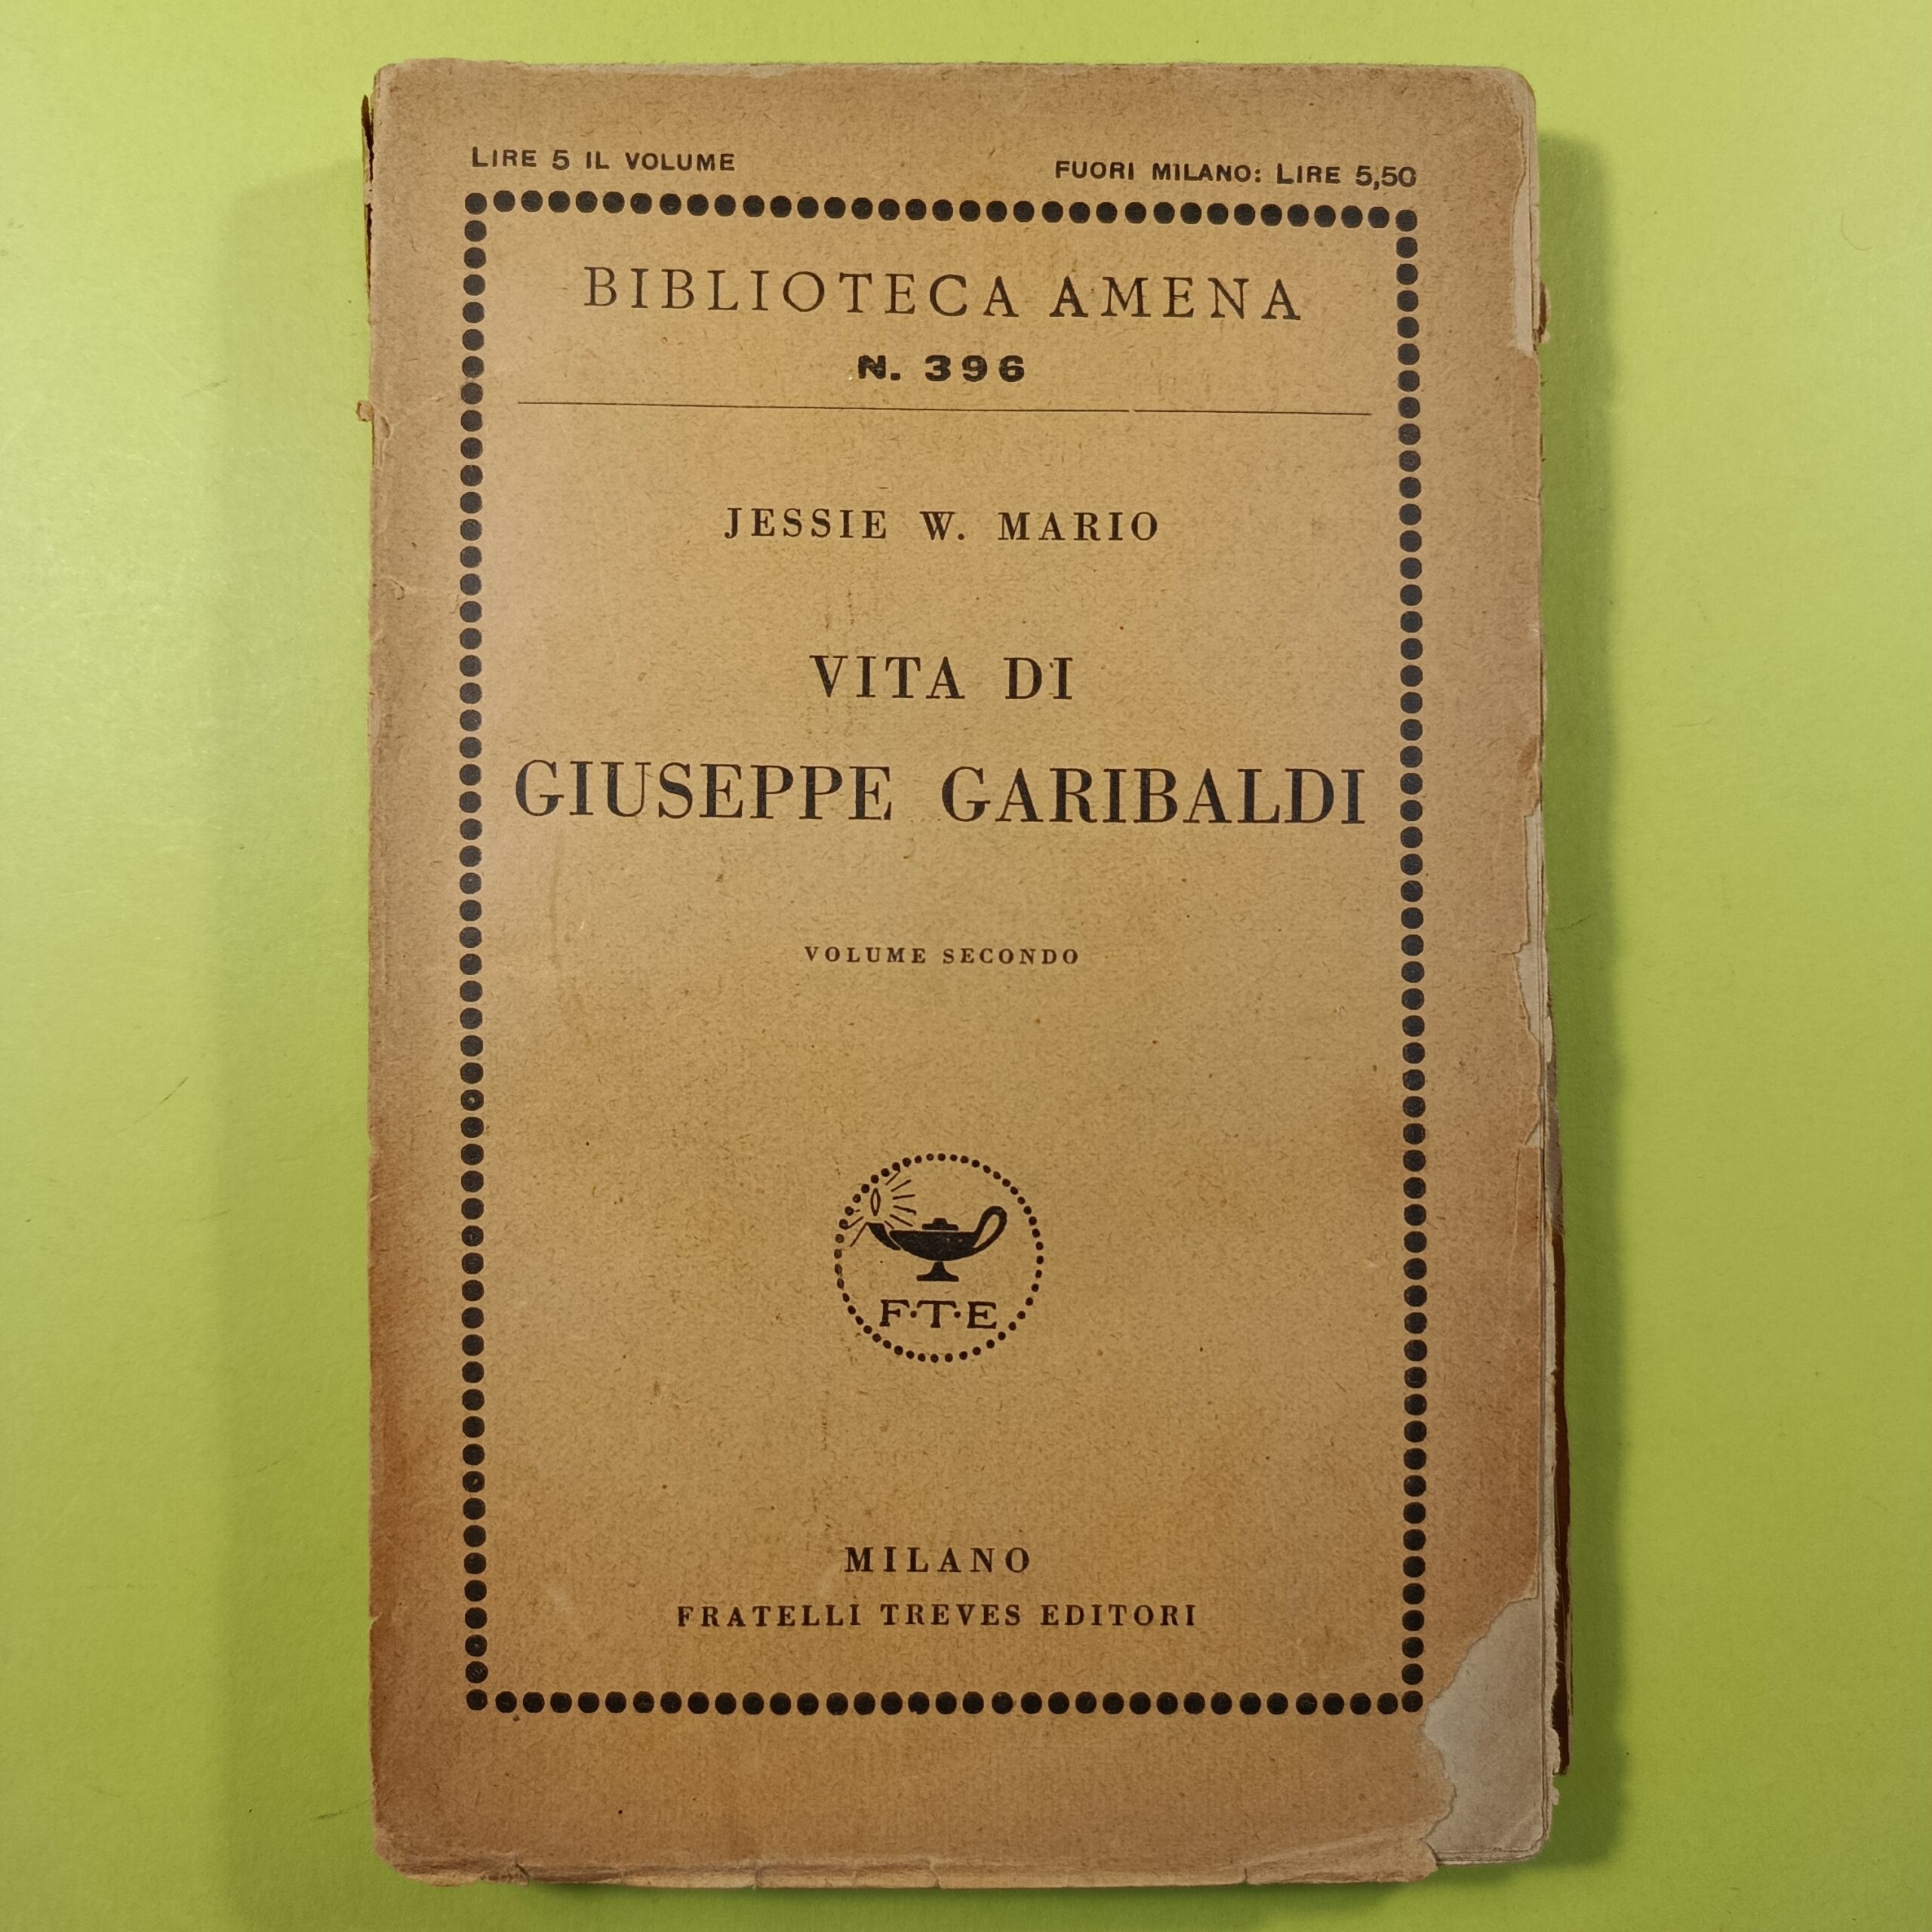 LIRE 5 IL VOLUME
FUORI MILANO: LIRE 5,50
BIBLIOTECA AMENA
N. 396
JESSIE W. MARIO
VITA DI
GIUSEPPE GARIBALDI
VOLUME SECONDO
F·T·E
MILANO
FRATELLI TREVES EDITORI